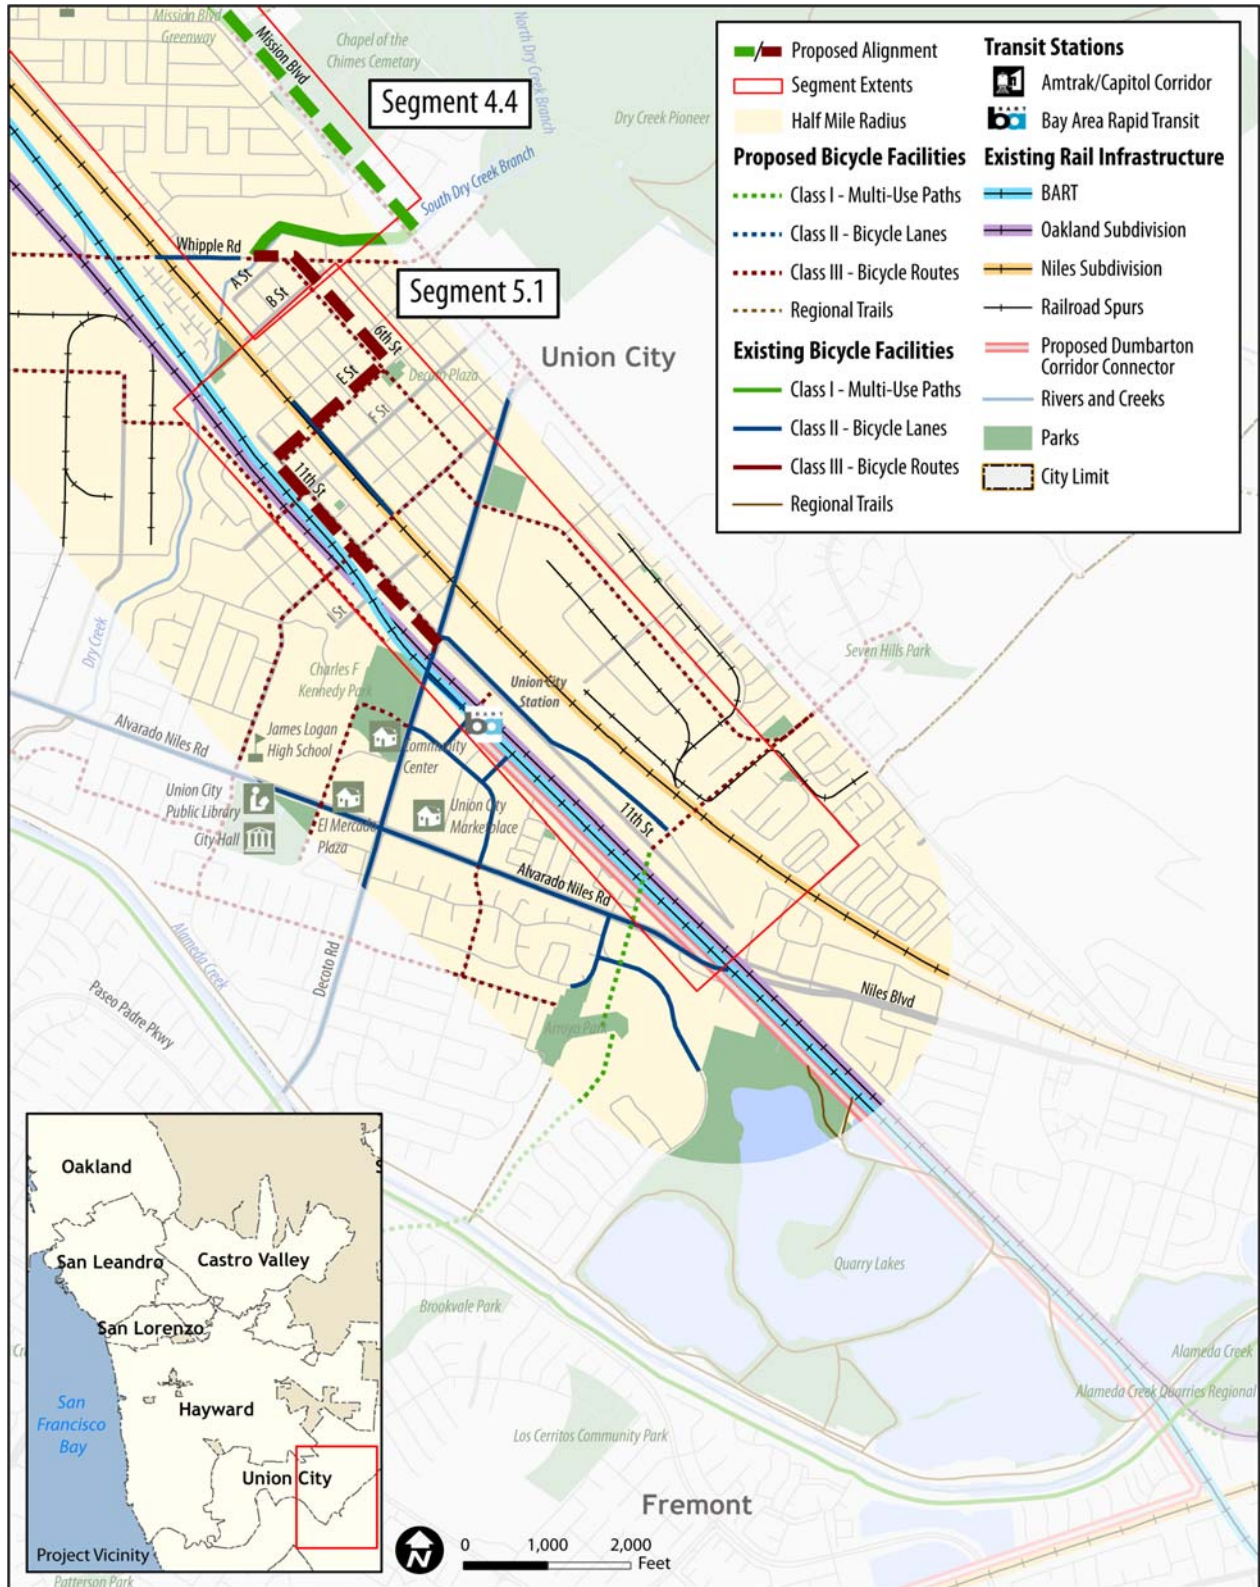 Mission Blvd
Greenway
Mission Blvd
Chapel of the
Chimes Cemetary
North Dry Creek Branch
Segment 4.4
Dry Creek Pioneer
South Dry Creek Branch
Whipple Rd
A St
B St
Segment 5.1
6th St
Union City
E St
Decoto Plaza
F St
11th St
I St
Dry Creek
Seven Hills Park
Charles F
Kennedy Park
Union City
Station
Alvarado Niles Rd
James Logan
High School
Community
Center
Union City
Public Library
City Hall
El Mercado
Plaza
Union City
Marketplace
11th St
Alvarado Niles Rd
Alameda Creek
Decoto Rd
Paseo Padre Pkwy
Niles Blvd
Arroyo Park
Quarry Lakes
Brookvale Park
Alameda Creek
Alameda Creek Quarries Regional
Los Cerritos Community Park
Fremont
Patterson Park
Proposed Alignment
Segment Extents
Half Mile Radius
Proposed Bicycle Facilities
Class I - Multi-Use Paths
Class II - Bicycle Lanes
Class III - Bicycle Routes
Regional Trails
Existing Bicycle Facilities
Class I - Multi-Use Paths
Class II - Bicycle Lanes
Class III - Bicycle Routes
Regional Trails
Transit Stations
Amtrak/Capitol Corridor
BART
ba
Bay Area Rapid Transit
Existing Rail Infrastructure
BART
Oakland Subdivision
Niles Subdivision
Railroad Spurs
Proposed Dumbarton
Corridor Connector
Rivers and Creeks
Parks
City Limit
Oakland
San Leandro
Castro Valley
San Lorenzo
Hayward
San
Francisco
Bay
Union City
Project Vicinity
N
0 1,000 2,000
Feet